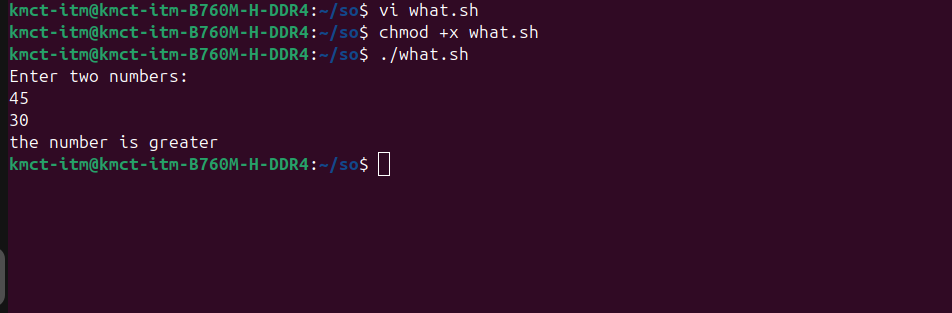 kmct-itm@kmct-itm-B760M-H-DDR4:~/so$ vi what.sh
kmct-itm@kmct-itm-B760M-H-DDR4:~/so$ chmod +x what.sh
kmct-itm@kmct-itm-B760M-H-DDR4:~/so$ ./what.sh
Enter two numbers:
45
30
the number is greater
kmct-itm@kmct-itm-B760M-H-DDR4:~/so$